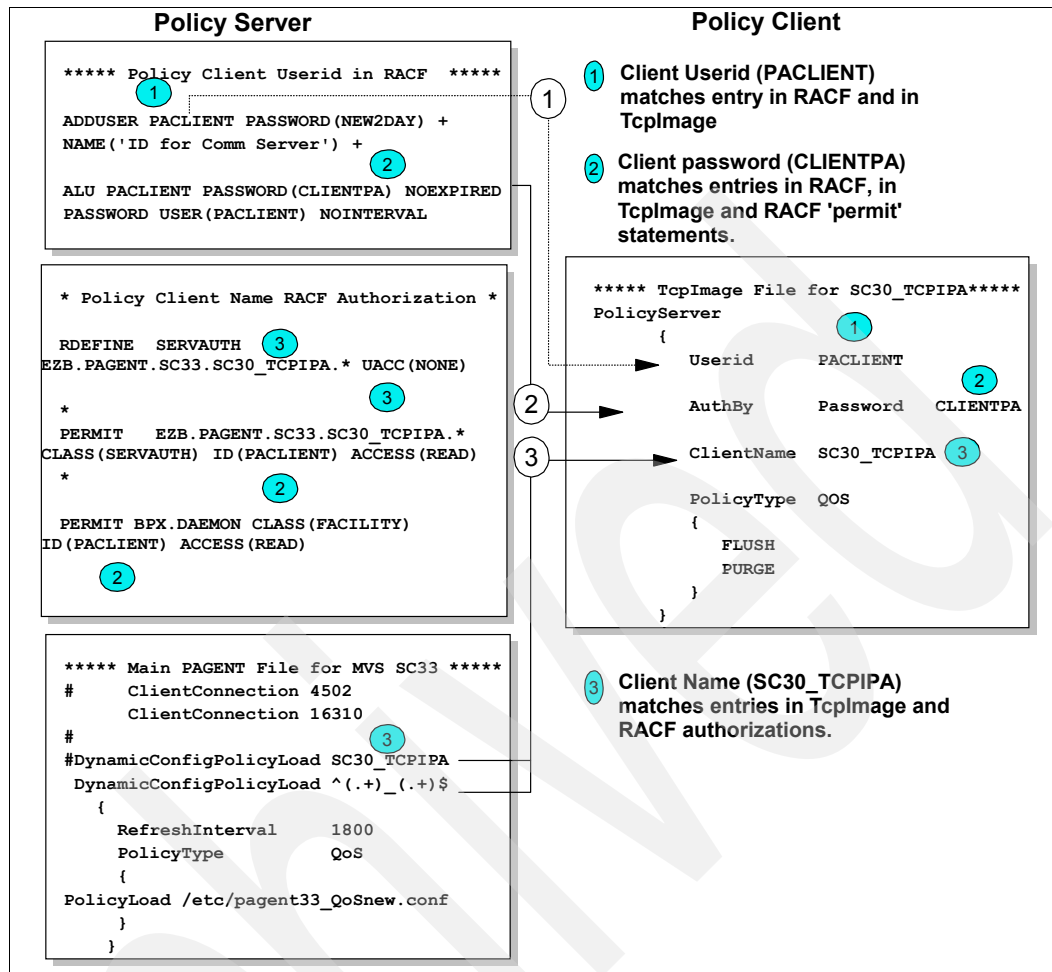 Policy Server
***** Policy Client Userid in RACF *****
1
ADDUSER PACLIENT PASSWORD(NEW2DAY) +
NAME('ID for Comm Server') +
2
ALU PACLIENT PASSWORD(CLIENTPA) NOEXPIRED
PASSWORD USER(PACLIENT) NOINTERVAL
* Policy Client Name RACF Authorization *
RDEFINE SERVAUTH 3
EZB.PAGENT.SC33.SC30_TCPIPA.* UACC(NONE)
3
*
PERMIT EZB.PAGENT.SC33.SC30_TCPIPA.*
CLASS(SERVAUTH) ID(PACLIENT) ACCESS(READ)
*
2
PERMIT BPX.DAEMON CLASS(FACILITY)
ID(PACLIENT) ACCESS(READ)
2
***** Main PAGENT File for MVS SC33 *****
# ClientConnection 4502
ClientConnection 16310
#
3
#DynamicConfigPolicyLoad SC30_TCPIPA
DynamicConfigPolicyLoad ^(.+)_(.+)$
{
RefreshInterval 1800
PolicyType QoS
{
PolicyLoad /etc/pagent33_QoSnew.conf
}
}
1
2
3
Policy Client
1 Client Userid (PACLIENT)
matches entry in RACF and in
TcpImage
2 Client password (CLIENTPA)
matches entries in RACF, in
TcpImage and RACF 'permit'
statements.
***** TcpImage File for SC30_TCPIPA*****
PolicyServer
1
{
Userid PACLIENT
2
AuthBy Password CLIENTPA
ClientName SC30_TCPIPA 3
PolicyType QOS
{
FLUSH
PURGE
}
}
3 Client Name (SC30_TCPIPA)
matches entries in TcpImage and
RACF authorizations.